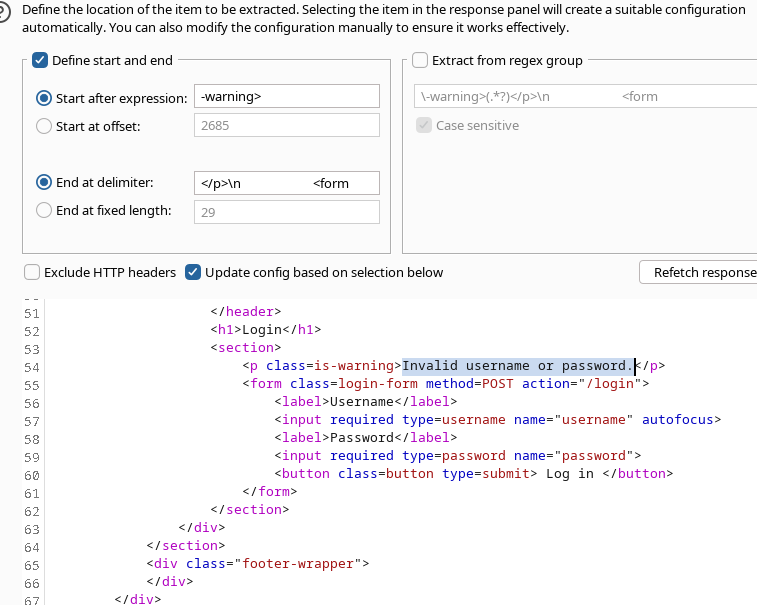 Define the location of the item to be extracted. Selecting the item in the response panel will create a suitable configuration
automatically. You can also modify the configuration manually to ensure it works effectively.
Define start and end
Start after expression: -warning>
Start at offset: 2685
End at delimiter: </p>\n                  <form
End at fixed length: 29
Extract from regex group
\-warning>(.*?)</p>\n                  <form
Case sensitive
Exclude HTTP headers
Update config based on selection below
Refetch response
51                    </header>
52                    <h1>Login</h1>
53                    <section>
54                        <p class=is-warning>Invalid username or password.</p>
55                        <form class=login-form method=POST action="/login">
56                            <label>Username</label>
57                            <input required type=username name="username" autofocus>
58                            <label>Password</label>
59                            <input required type=password name="password">
60                            <button class=button type=submit> Log in </button>
61                        </form>
62                    </section>
63                </div>
64            </section>
65            <div class="footer-wrapper">
66            </div>
67        </div>